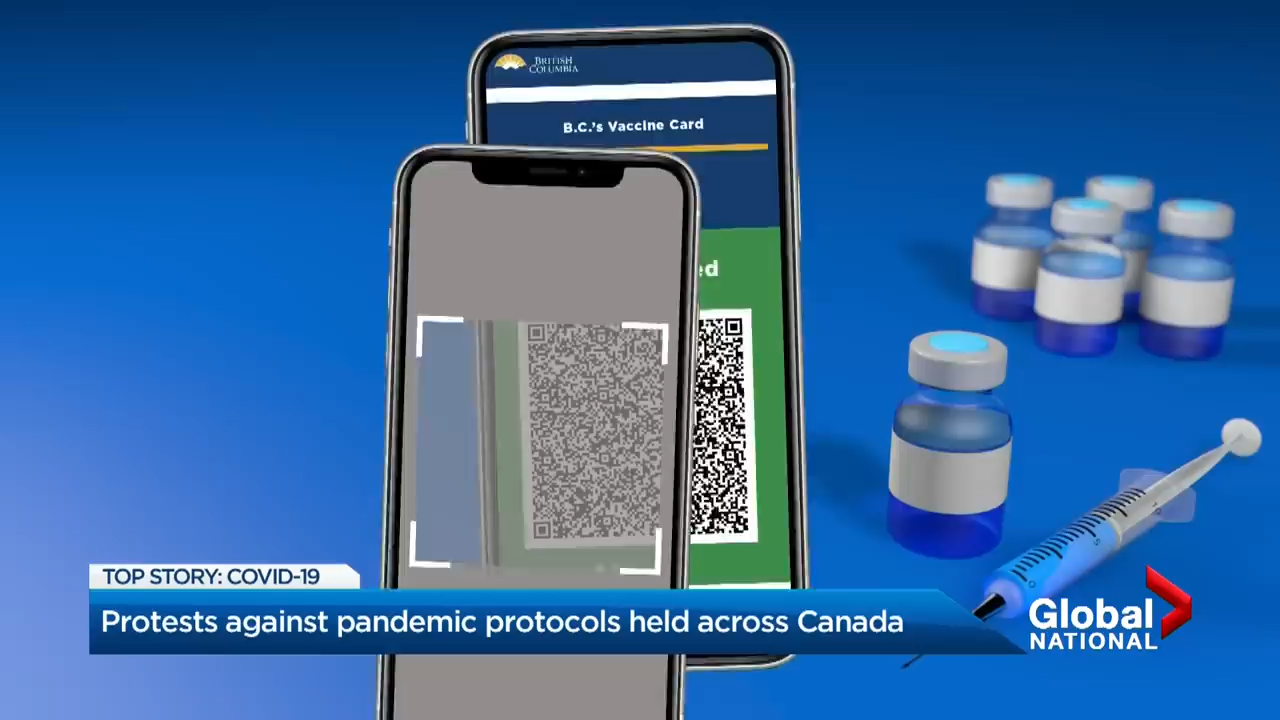 BRITISH
COLUMBIA
B.C.'s Vaccine Card
ed
TOP STORY: COVID-19
Protests against pandemic protocols held across Canada
Global
NATIONAL